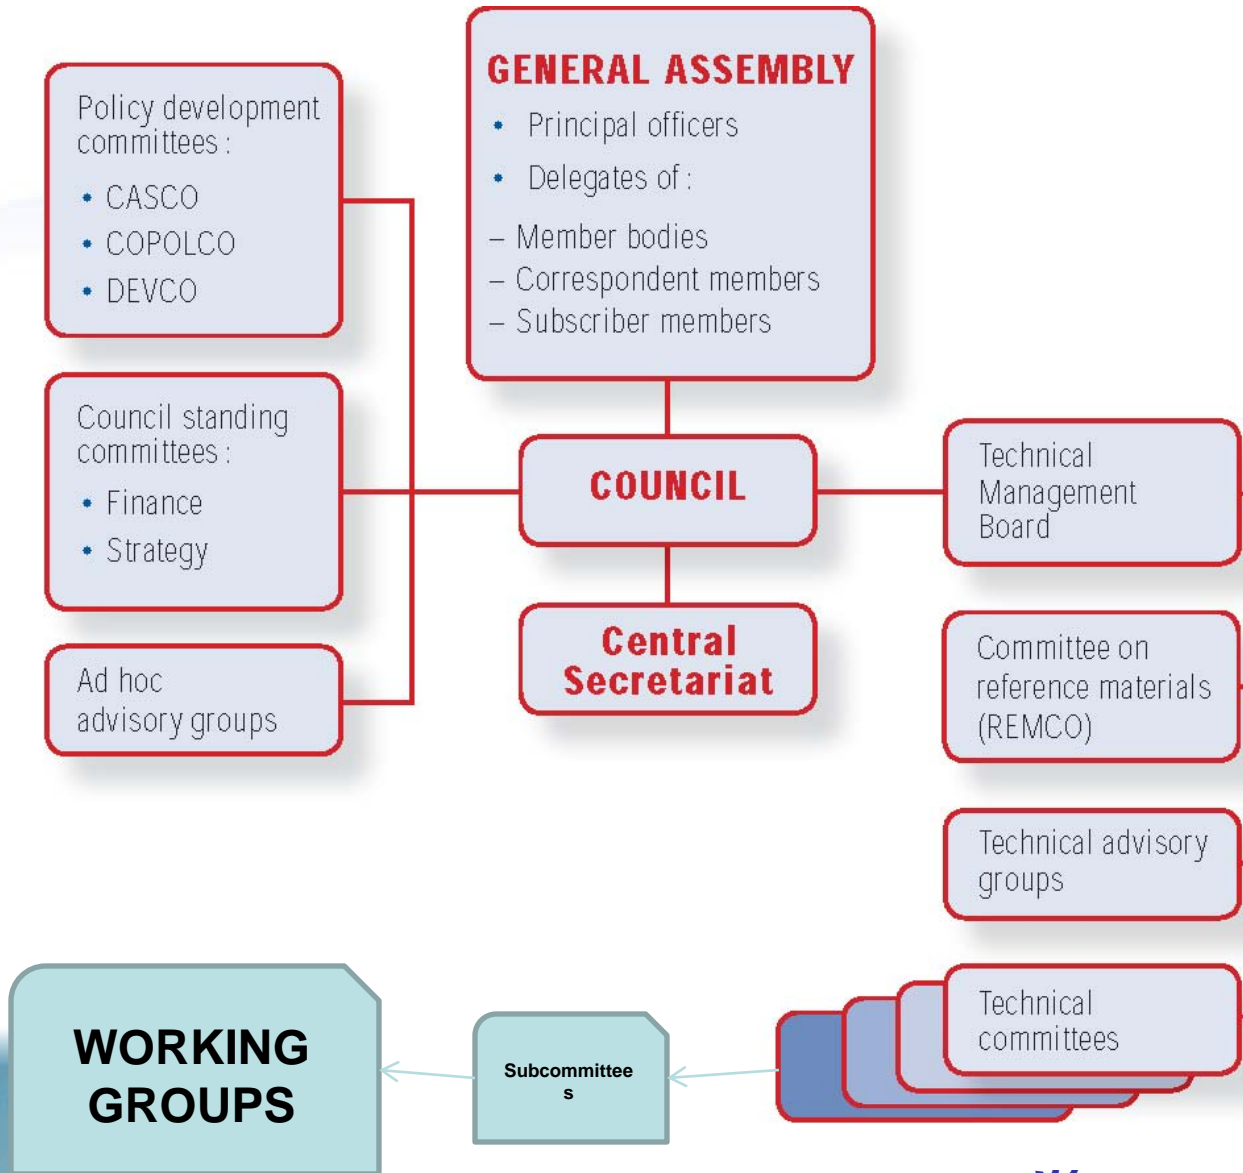 GENERAL ASSEMBLY
• Principal officers
• Delegates of :
– Member bodies
– Correspondent members
– Subscriber members
Policy development
committees :
• CASCO
• COPOLCO
• DEVCO
Council standing
committees :
• Finance
• Strategy
Ad hoc
advisory groups
COUNCIL
Central
Secretariat
Technical
Management
Board
Committee on
reference materials
(REMCO)
Technical advisory
groups
Technical
committees
Subcommittee
s
WORKING
GROUPS